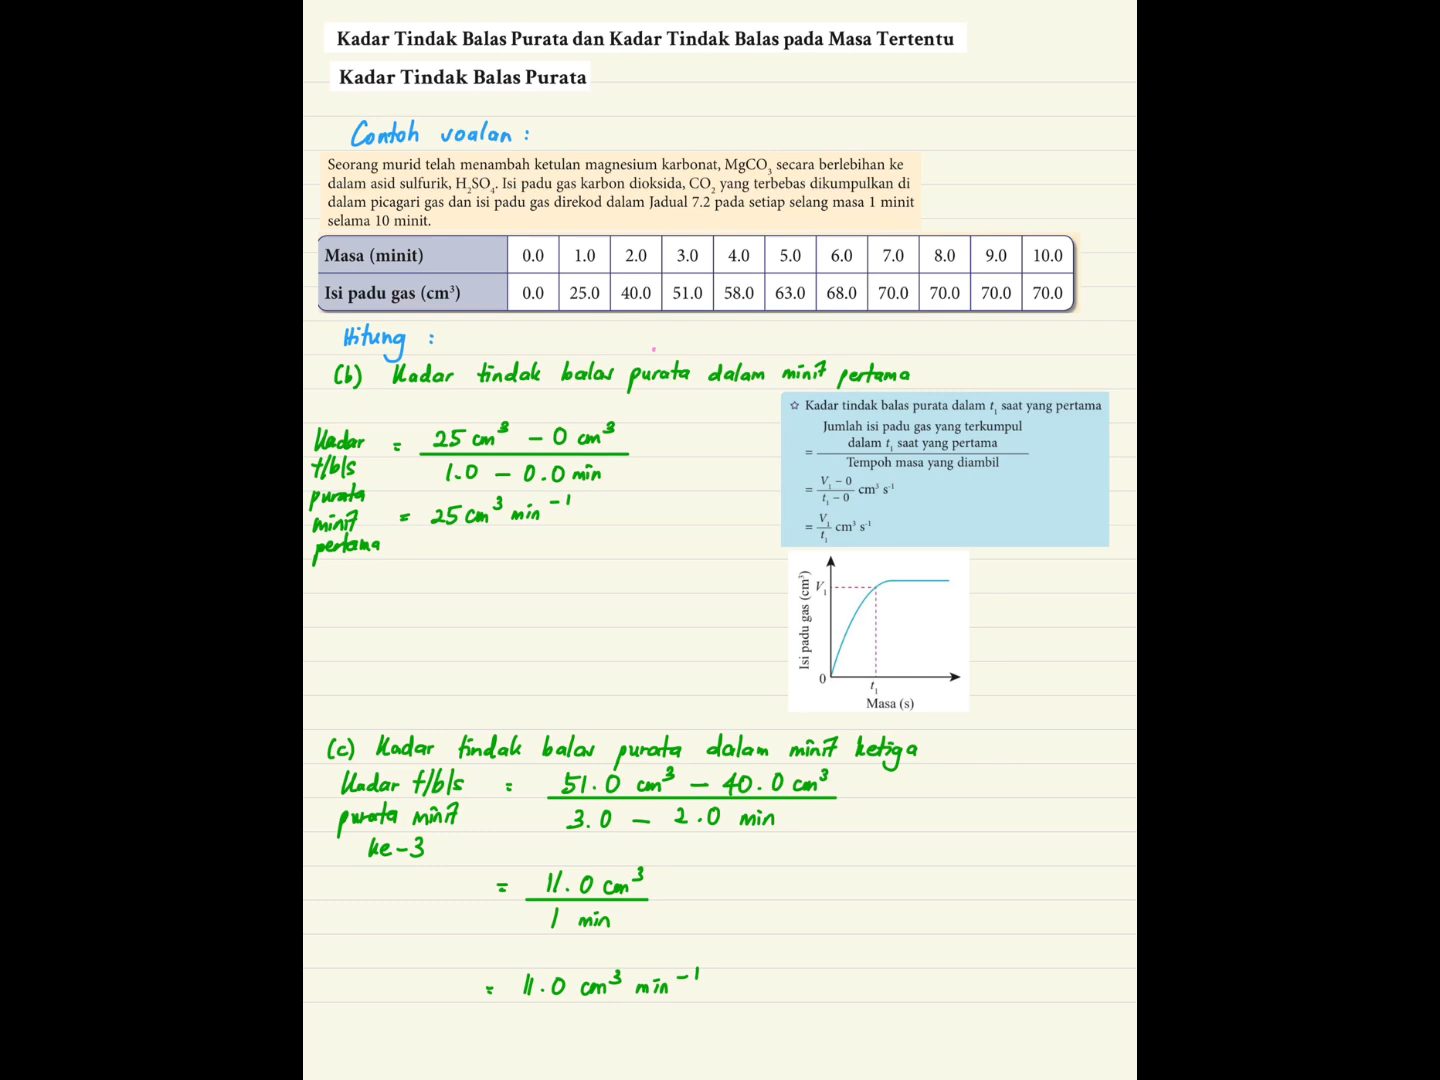 Kadar Tindak Balas Purata dan Kadar Tindak Balas pada Masa Tertentu
Kadar Tindak Balas Purata
Contoh soalan :
Seorang murid telah menambah ketulan magnesium karbonat, MgCO₃ secara berlebihan ke
dalam asid sulfurik, H₂SO₄. Isi padu gas karbon dioksida, CO₂ yang terbebas dikumpulkan di
dalam picagari gas dan isi padu gas direkod dalam Jadual 7.2 pada setiap selang masa 1 minit
selama 10 minit.
Masa (minit) 0.0 1.0 2.0 3.0 4.0 5.0 6.0 7.0 8.0 9.0 10.0
Isi padu gas (cm³) 0.0 25.0 40.0 51.0 58.0 63.0 68.0 70.0 70.0 70.0 70.0
Hitung :
(b) Kadar tindak balas purata dalam minit pertama
Kadar t/b/s purata minit pertama = 25 cm³ – 0 cm³
1.0 – 0.0 min
= 25 cm³ min⁻¹
☆ Kadar tindak balas purata dalam t₁ saat yang pertama
Jumlah isi padu gas yang terkumpul
dalam t₁ saat yang pertama
=
Tempoh masa yang diambil
= V₁ – 0 / t₁ – 0 cm³ s⁻¹
= V₁ / t₁ cm³ s⁻¹
Isi padu gas (cm³)
V₁
0
t₁
Masa (s)
(c) Kadar tindak balas purata dalam minit ketiga
Kadar t/b/s = 51.0 cm³ – 40.0 cm³
purata minit 3.0 – 2.0 min
ke-3
= 11.0 cm³
1 min
= 11.0 cm³ min⁻¹